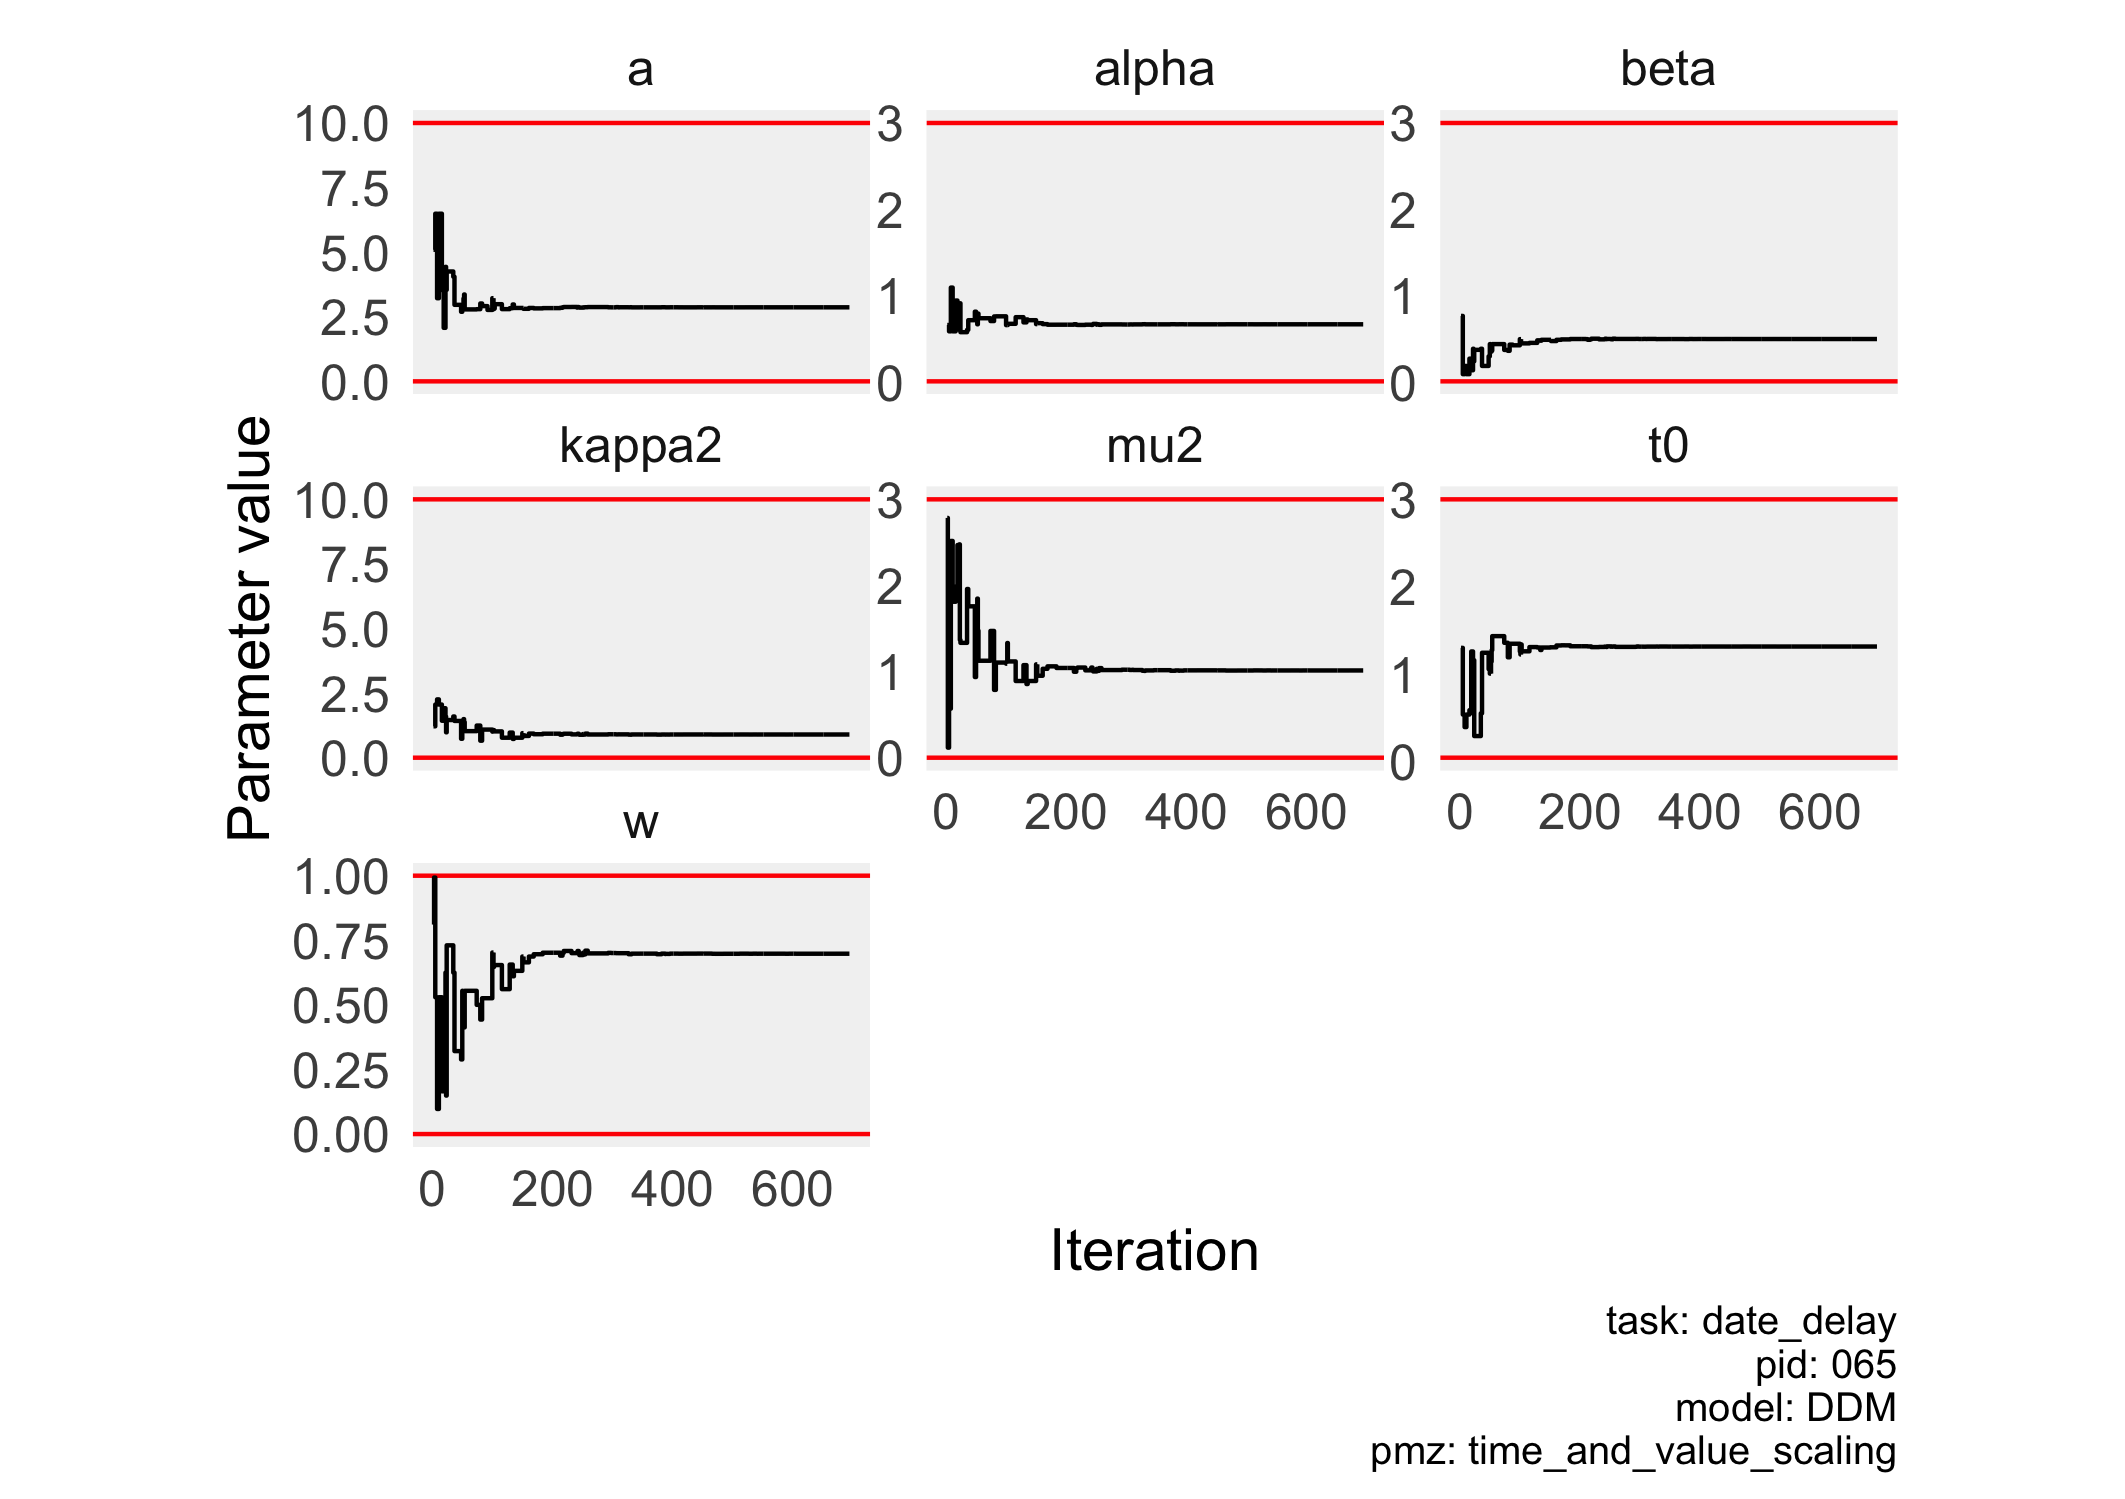 a
alpha
beta
10.0
7.5
5.0
2.5
0.0
3
2
1
0
3
2
1
0
kappa2
mu2
t0
10.0
7.5
5.0
2.5
0.0
3
2
1
0
3
2
1
0
0 200 400 600
0 200 400 600
w
1.00
0.75
0.50
0.25
0.00
0 200 400 600
Parameter value
Iteration
task: date_delay
pid: 065
model: DDM
pmz: time_and_value_scaling